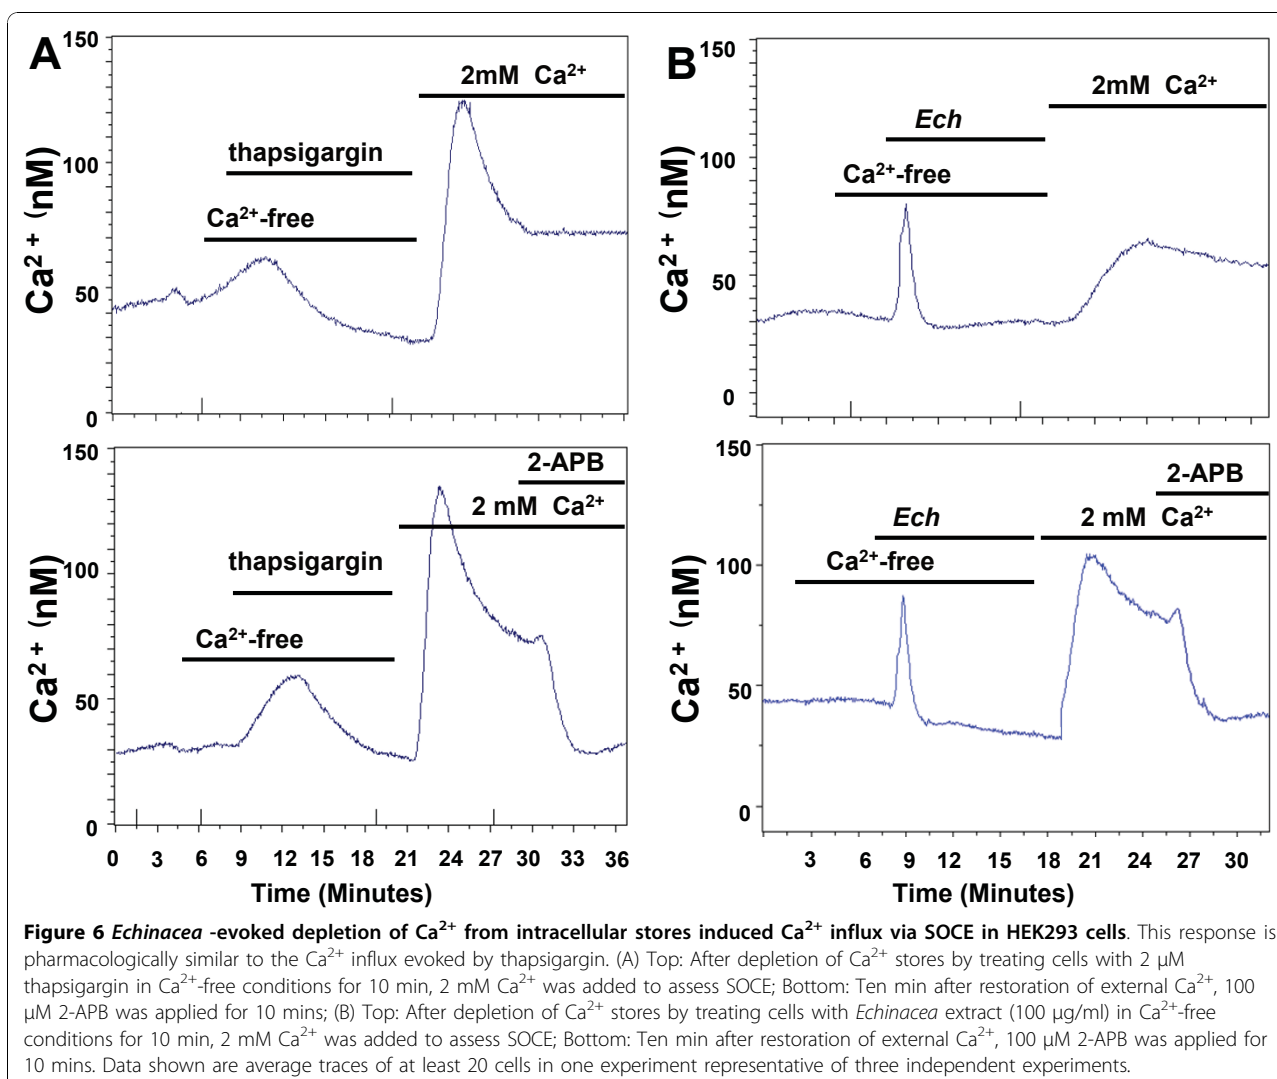 A
150
100
50
0
Ca²⁺ (nM)
2mM Ca²⁺
thapsigargin
Ca²⁺-free
B
150
100
50
0
Ca²⁺ (nM)
2mM Ca²⁺
Ech
Ca²⁺-free
150
100
50
0
Ca²⁺ (nM)
2-APB
2 mM Ca²⁺
thapsigargin
Ca²⁺-free
0 3 6 9 12 15 18 21 24 27 30 33 36
Time (Minutes)
150
100
50
0
Ca²⁺ (nM)
2-APB
2 mM Ca²⁺
Ech
Ca²⁺-free
3 6 9 12 15 18 21 24 27 30
Time (Minutes)
Figure 6 Echinacea -evoked depletion of Ca²⁺ from intracellular stores induced Ca²⁺ influx via SOCE in HEK293 cells. This response is
pharmacologically similar to the Ca²⁺ influx evoked by thapsigargin. (A) Top: After depletion of Ca²⁺ stores by treating cells with 2 μM
thapsigargin in Ca²⁺-free conditions for 10 min, 2 mM Ca²⁺ was added to assess SOCE; Bottom: Ten min after restoration of external Ca²⁺, 100
μM 2-APB was applied for 10 mins; (B) Top: After depletion of Ca²⁺ stores by treating cells with Echinacea extract (100 μg/ml) in Ca²⁺-free
conditions for 10 min, 2 mM Ca²⁺ was added to assess SOCE; Bottom: Ten min after restoration of external Ca²⁺, 100 μM 2-APB was applied for
10 mins. Data shown are average traces of at least 20 cells in one experiment representative of three independent experiments.